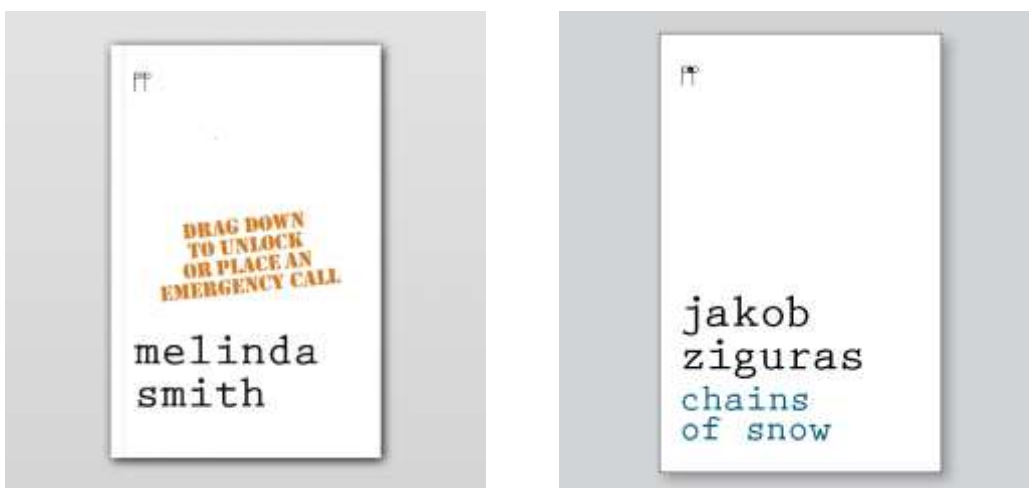 DRAG DOWN
TO UNLOCK
OR PLACE AN
EMERGENCY CALL
melinda
smith
jakob
ziguras
chains
of snow